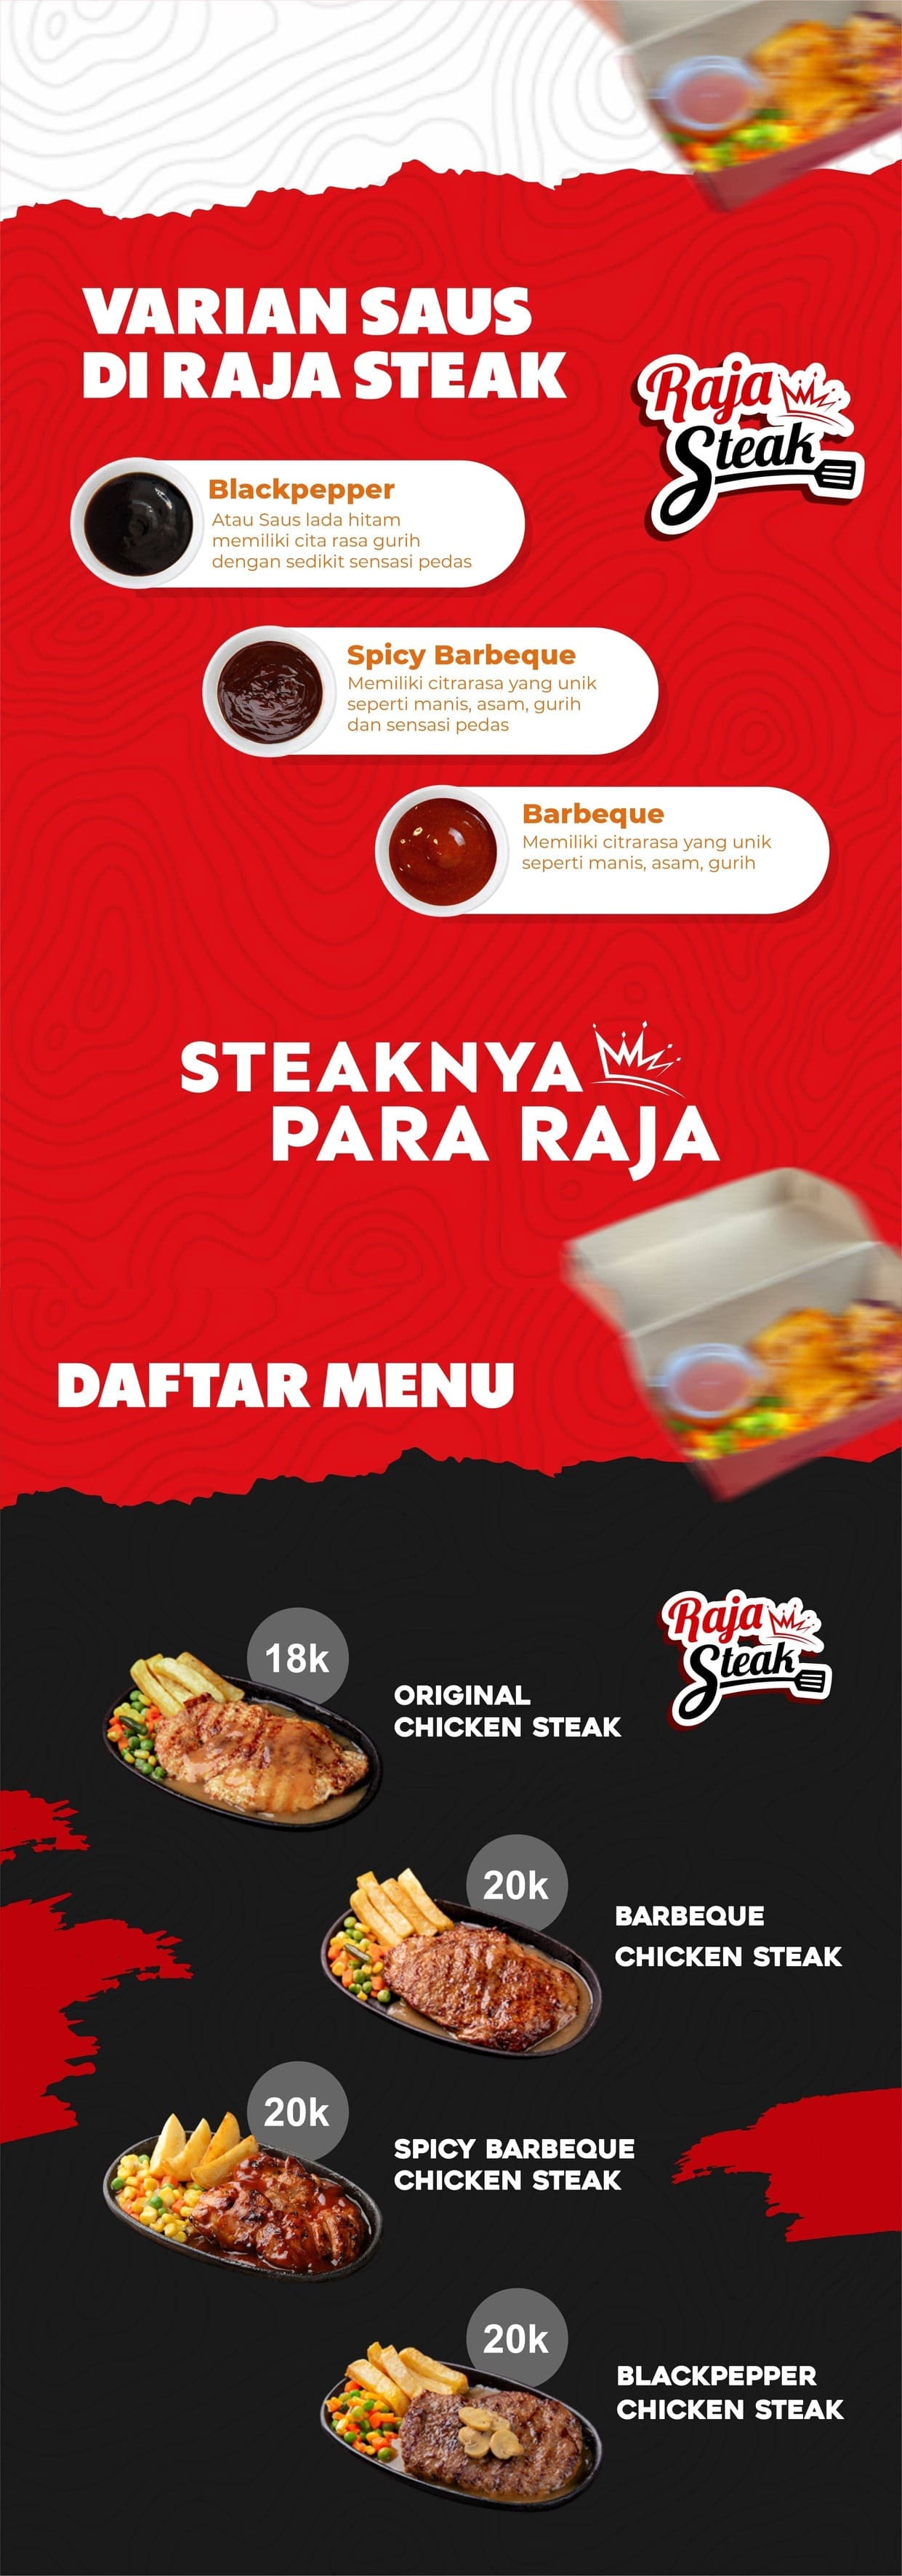 VARIAN SAUS
DI RAJA STEAK
Raja
Steak
Blackpepper
Atau Saus lada hitam
memiliki cita rasa gurih
dengan sedikit sensasi pedas
Spicy Barbeque
Memiliki citrarasa yang unik
seperti manis, asam, gurih
dan sensasi pedas
Barbeque
Memiliki citrarasa yang unik
seperti manis, asam, gurih
STEAKNYA
PARA RAJA
DAFTAR MENU
Raja
Steak
18k
ORIGINAL
CHICKEN STEAK
20k
BARBEQUE
CHICKEN STEAK
20k
SPICY BARBEQUE
CHICKEN STEAK
20k
BLACKPEPPER
CHICKEN STEAK